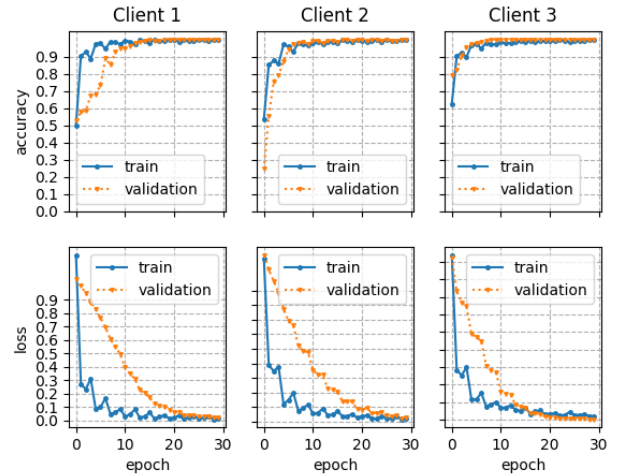 Client 1 Client 2 Client 3
accuracy
0.9
0.8
0.7
0.6
0.5
0.4
0.3
0.2
0.1
0.0
train
validation
train
validation
train
validation
loss
0.9
0.8
0.7
0.6
0.5
0.4
0.3
0.2
0.1
0.0
train
validation
train
validation
train
validation
0 10 20 30 0 10 20 30 0 10 20 30
epoch epoch epoch